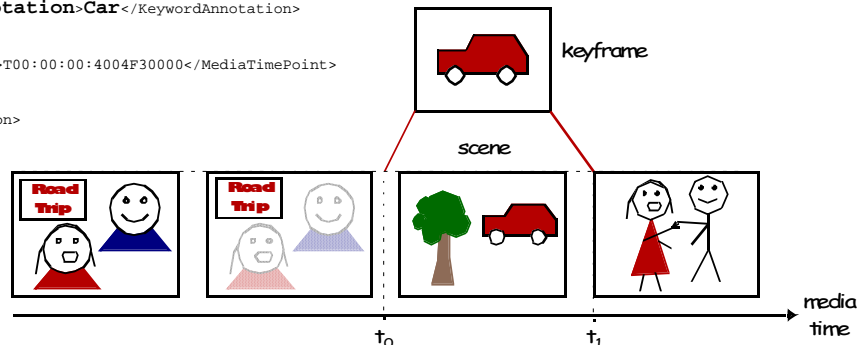 otation>Car</KeywordAnnotation>
keyframe
T00:00:00:4004F30000</MediaTimePoint>
on>
scene
Road
Trip
Road
Trip
media
time
t0
t1